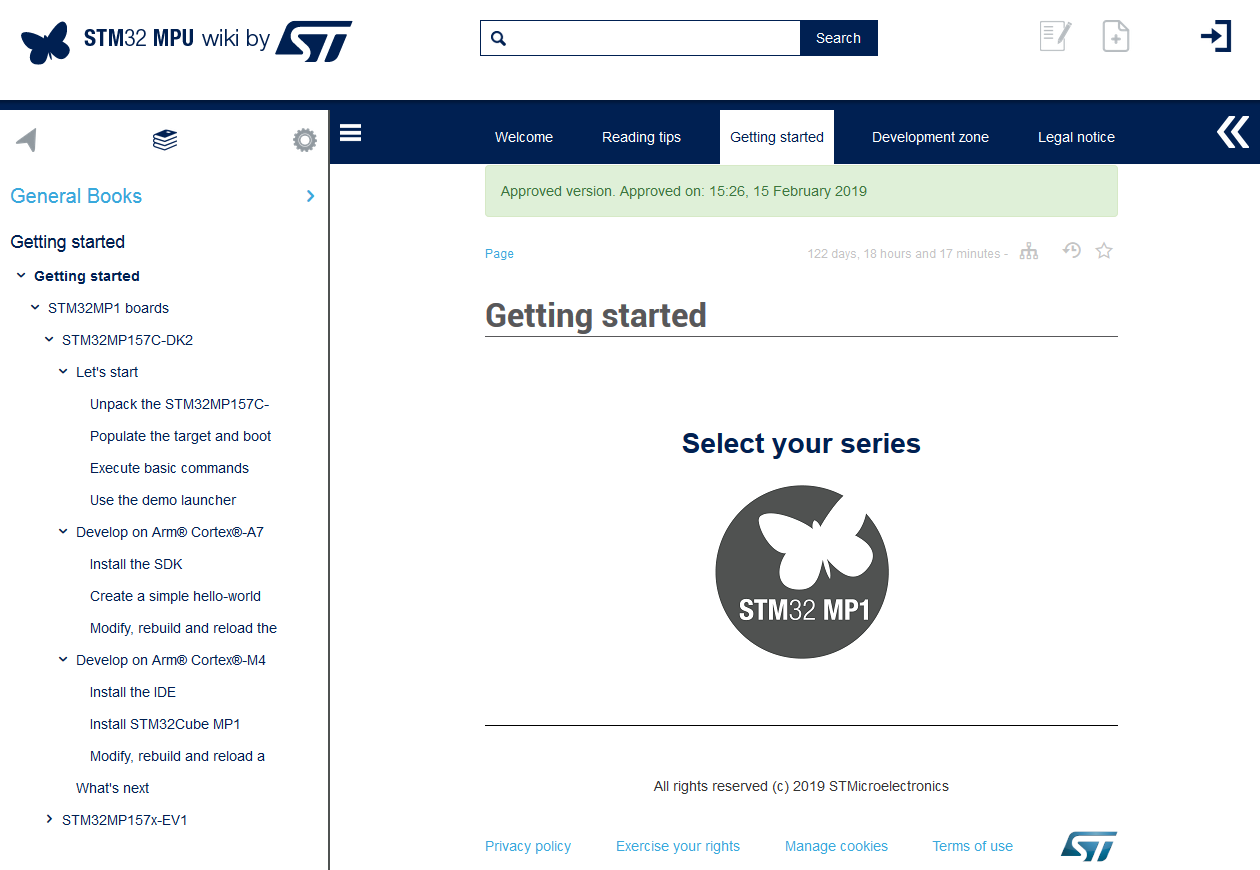 STM32 MPU wiki by ST
Search
Welcome
Reading tips
Getting started
Development zone
Legal notice
General Books
Getting started
Getting started
STM32MP1 boards
STM32MP157C-DK2
Let's start
Unpack the STM32MP157C-
Populate the target and boot
Execute basic commands
Use the demo launcher
Develop on Arm® Cortex®-A7
Install the SDK
Create a simple hello-world
Modify, rebuild and reload the
Develop on Arm® Cortex®-M4
Install the IDE
Install STM32Cube MP1
Modify, rebuild and reload a
What's next
STM32MP157x-EV1
Approved version. Approved on: 15:26, 15 February 2019
Page
122 days, 18 hours and 17 minutes -
Getting started
Select your series
STM32 MP1
All rights reserved (c) 2019 STMicroelectronics
Privacy policy
Exercise your rights
Manage cookies
Terms of use
ST